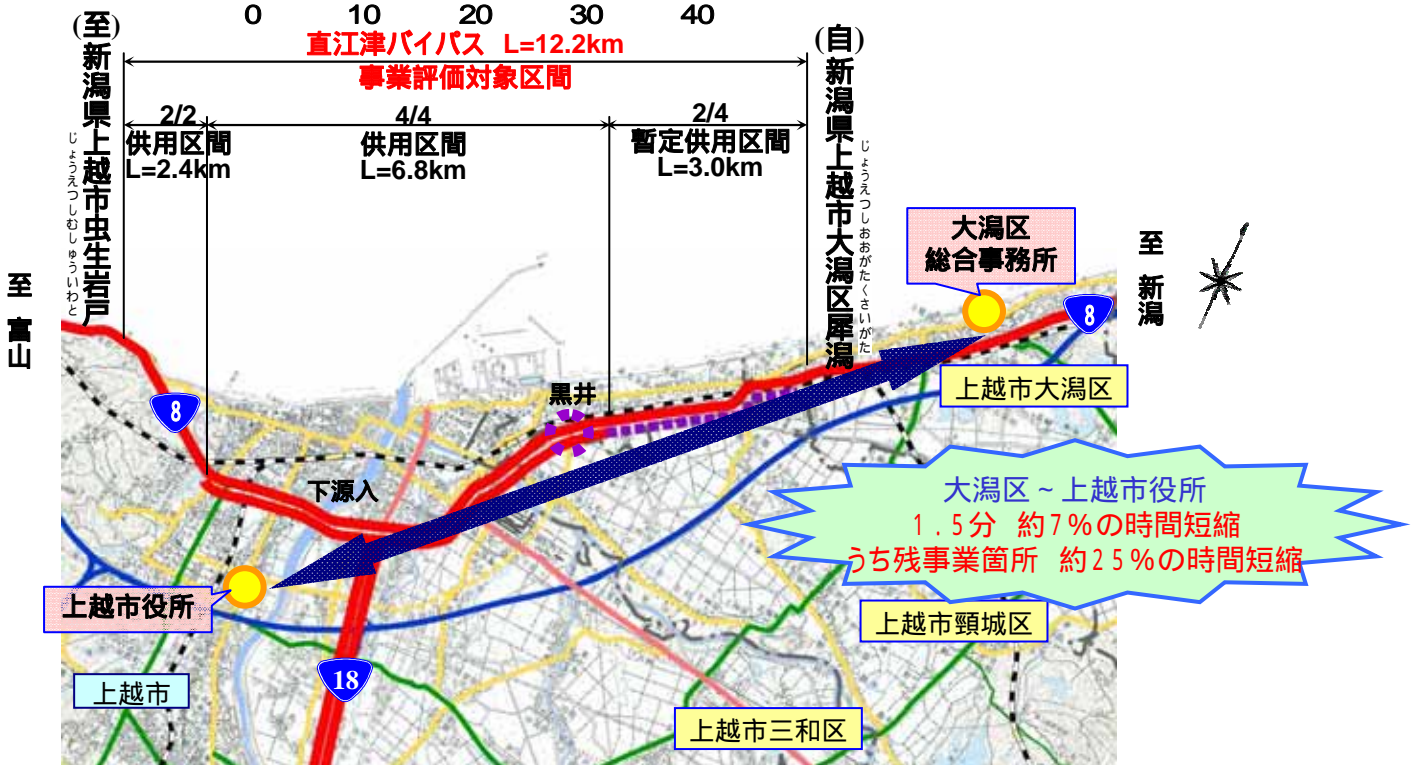 0 10 20 30 40
直江津バイパス L=12.2km
事業評価対象区間
(至)新潟県上越市虫生岩戸
じょうえつしむしゅういわと
(自)新潟県上越市大潟区犀潟
じょうえつしおおがたくさいがた
2/2
供用区間
L=2.4km
4/4
供用区間
L=6.8km
2/4
暫定供用区間
L=3.0km
至 富山
至 新潟
大潟区
総合事務所
8
8
黒井
上越市大潟区
下源入
大潟区~上越市役所
1.5分 約7%の時間短縮
うち残事業箇所 約25%の時間短縮
上越市役所
上越市頸城区
18
上越市
上越市三和区